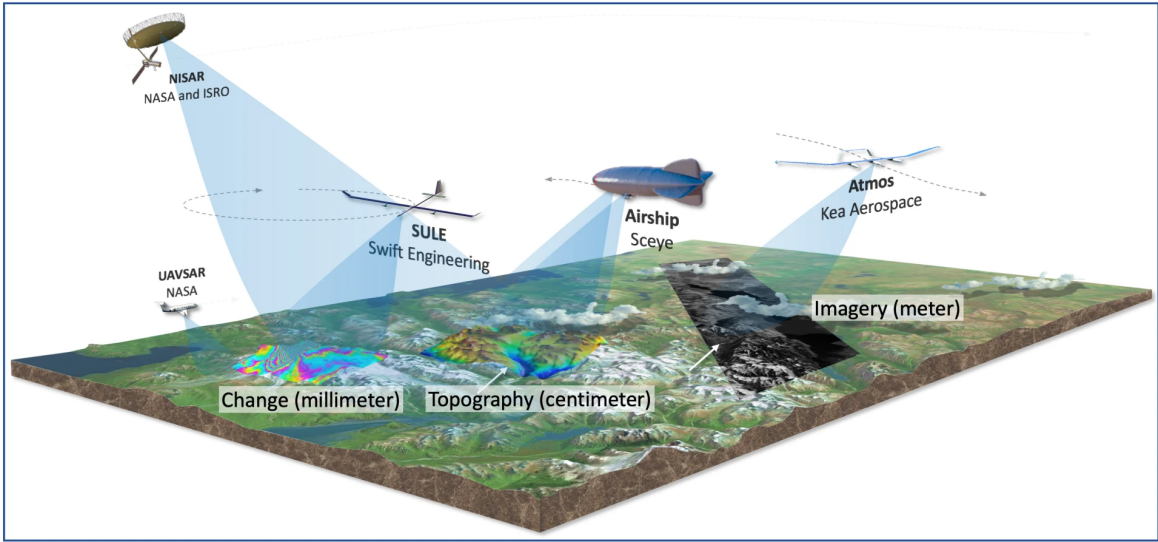 NISAR
NASA and ISRO
SULE
Swift Engineering
Airship
Sceye
Atmos
Kea Aerospace
UAVSAR
NASA
Imagery (meter)
Change (millimeter)
Topography (centimeter)